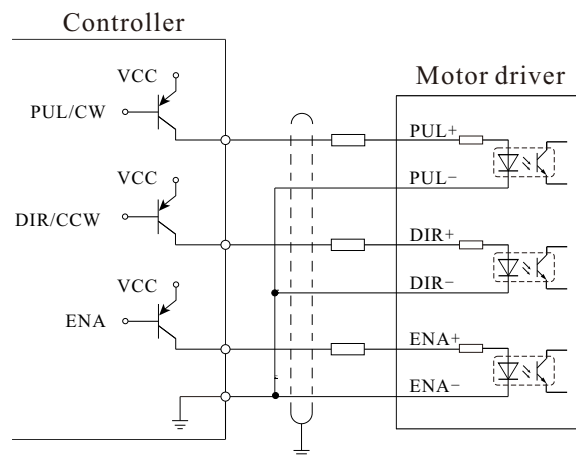 Controller
Motor driver
VCC
PUL/CW
PUL+
PUL−
VCC
DIR/CCW
DIR+
DIR−
VCC
ENA
ENA+
ENA−